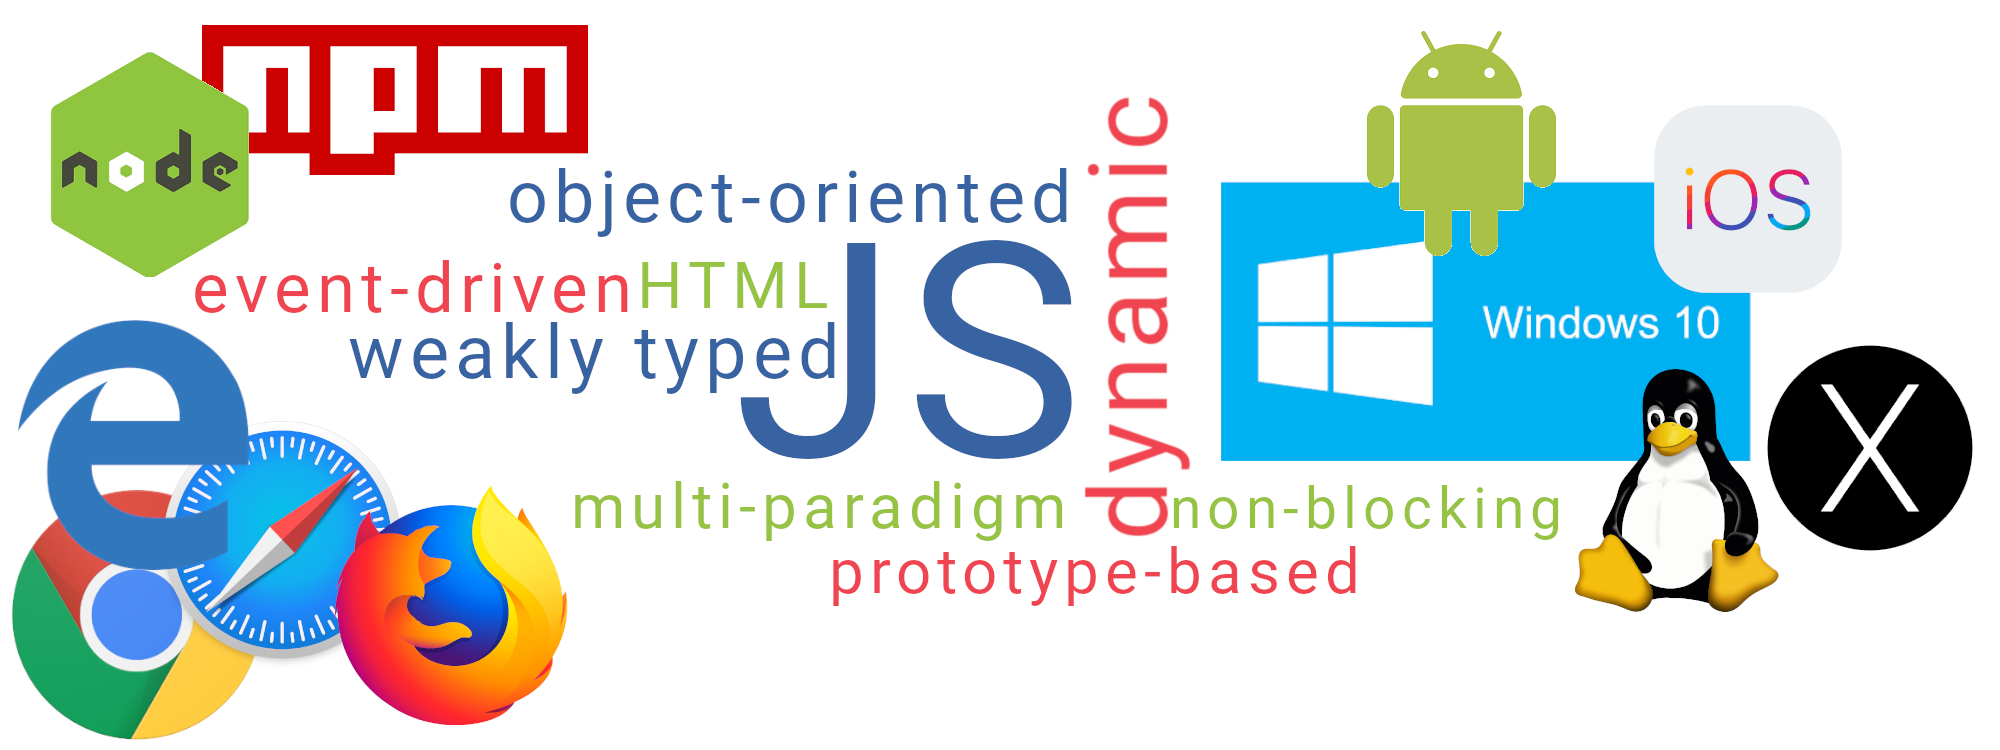 npm
node
object-oriented
dynamic
iOS
event-driven
HTML
JS
weakly typed
Windows 10
X
multi-paradigm
non-blocking
prototype-based